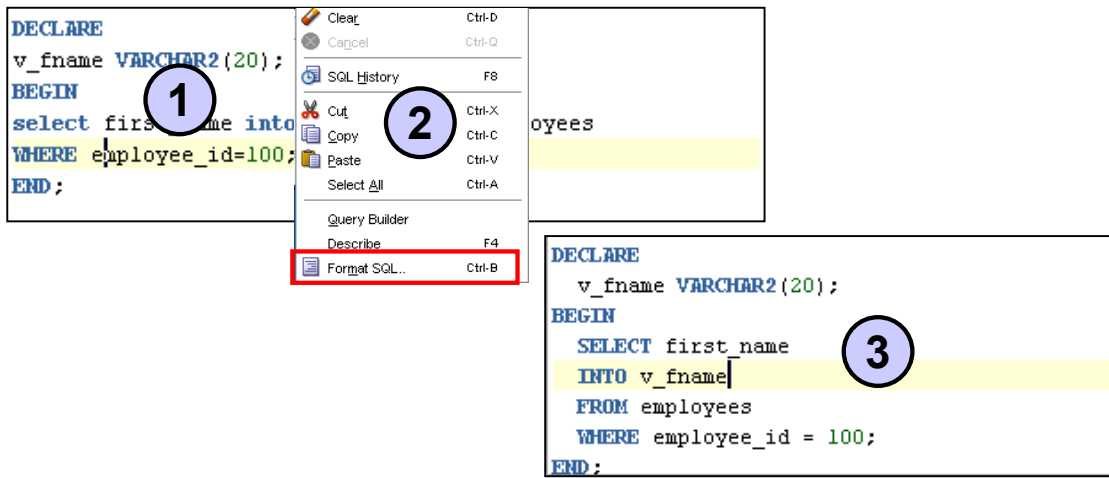 DECLARE
v_fname VARCHAR2(20);
BEGIN
select first_name into oyees
WHERE employee_id=100;
END;
1
Clear Ctrl-D
Cancel Ctrl-Q
SQL History F8
Cut Ctrl-X
Copy Ctrl-C
Paste Ctrl-V
Select All Ctrl-A
Query Builder
Describe F4
Format SQL.. Ctrl-B
2
DECLARE
v_fname VARCHAR2(20);
BEGIN
SELECT first_name
INTO v_fname
FROM employees
WHERE employee_id = 100;
END;
3